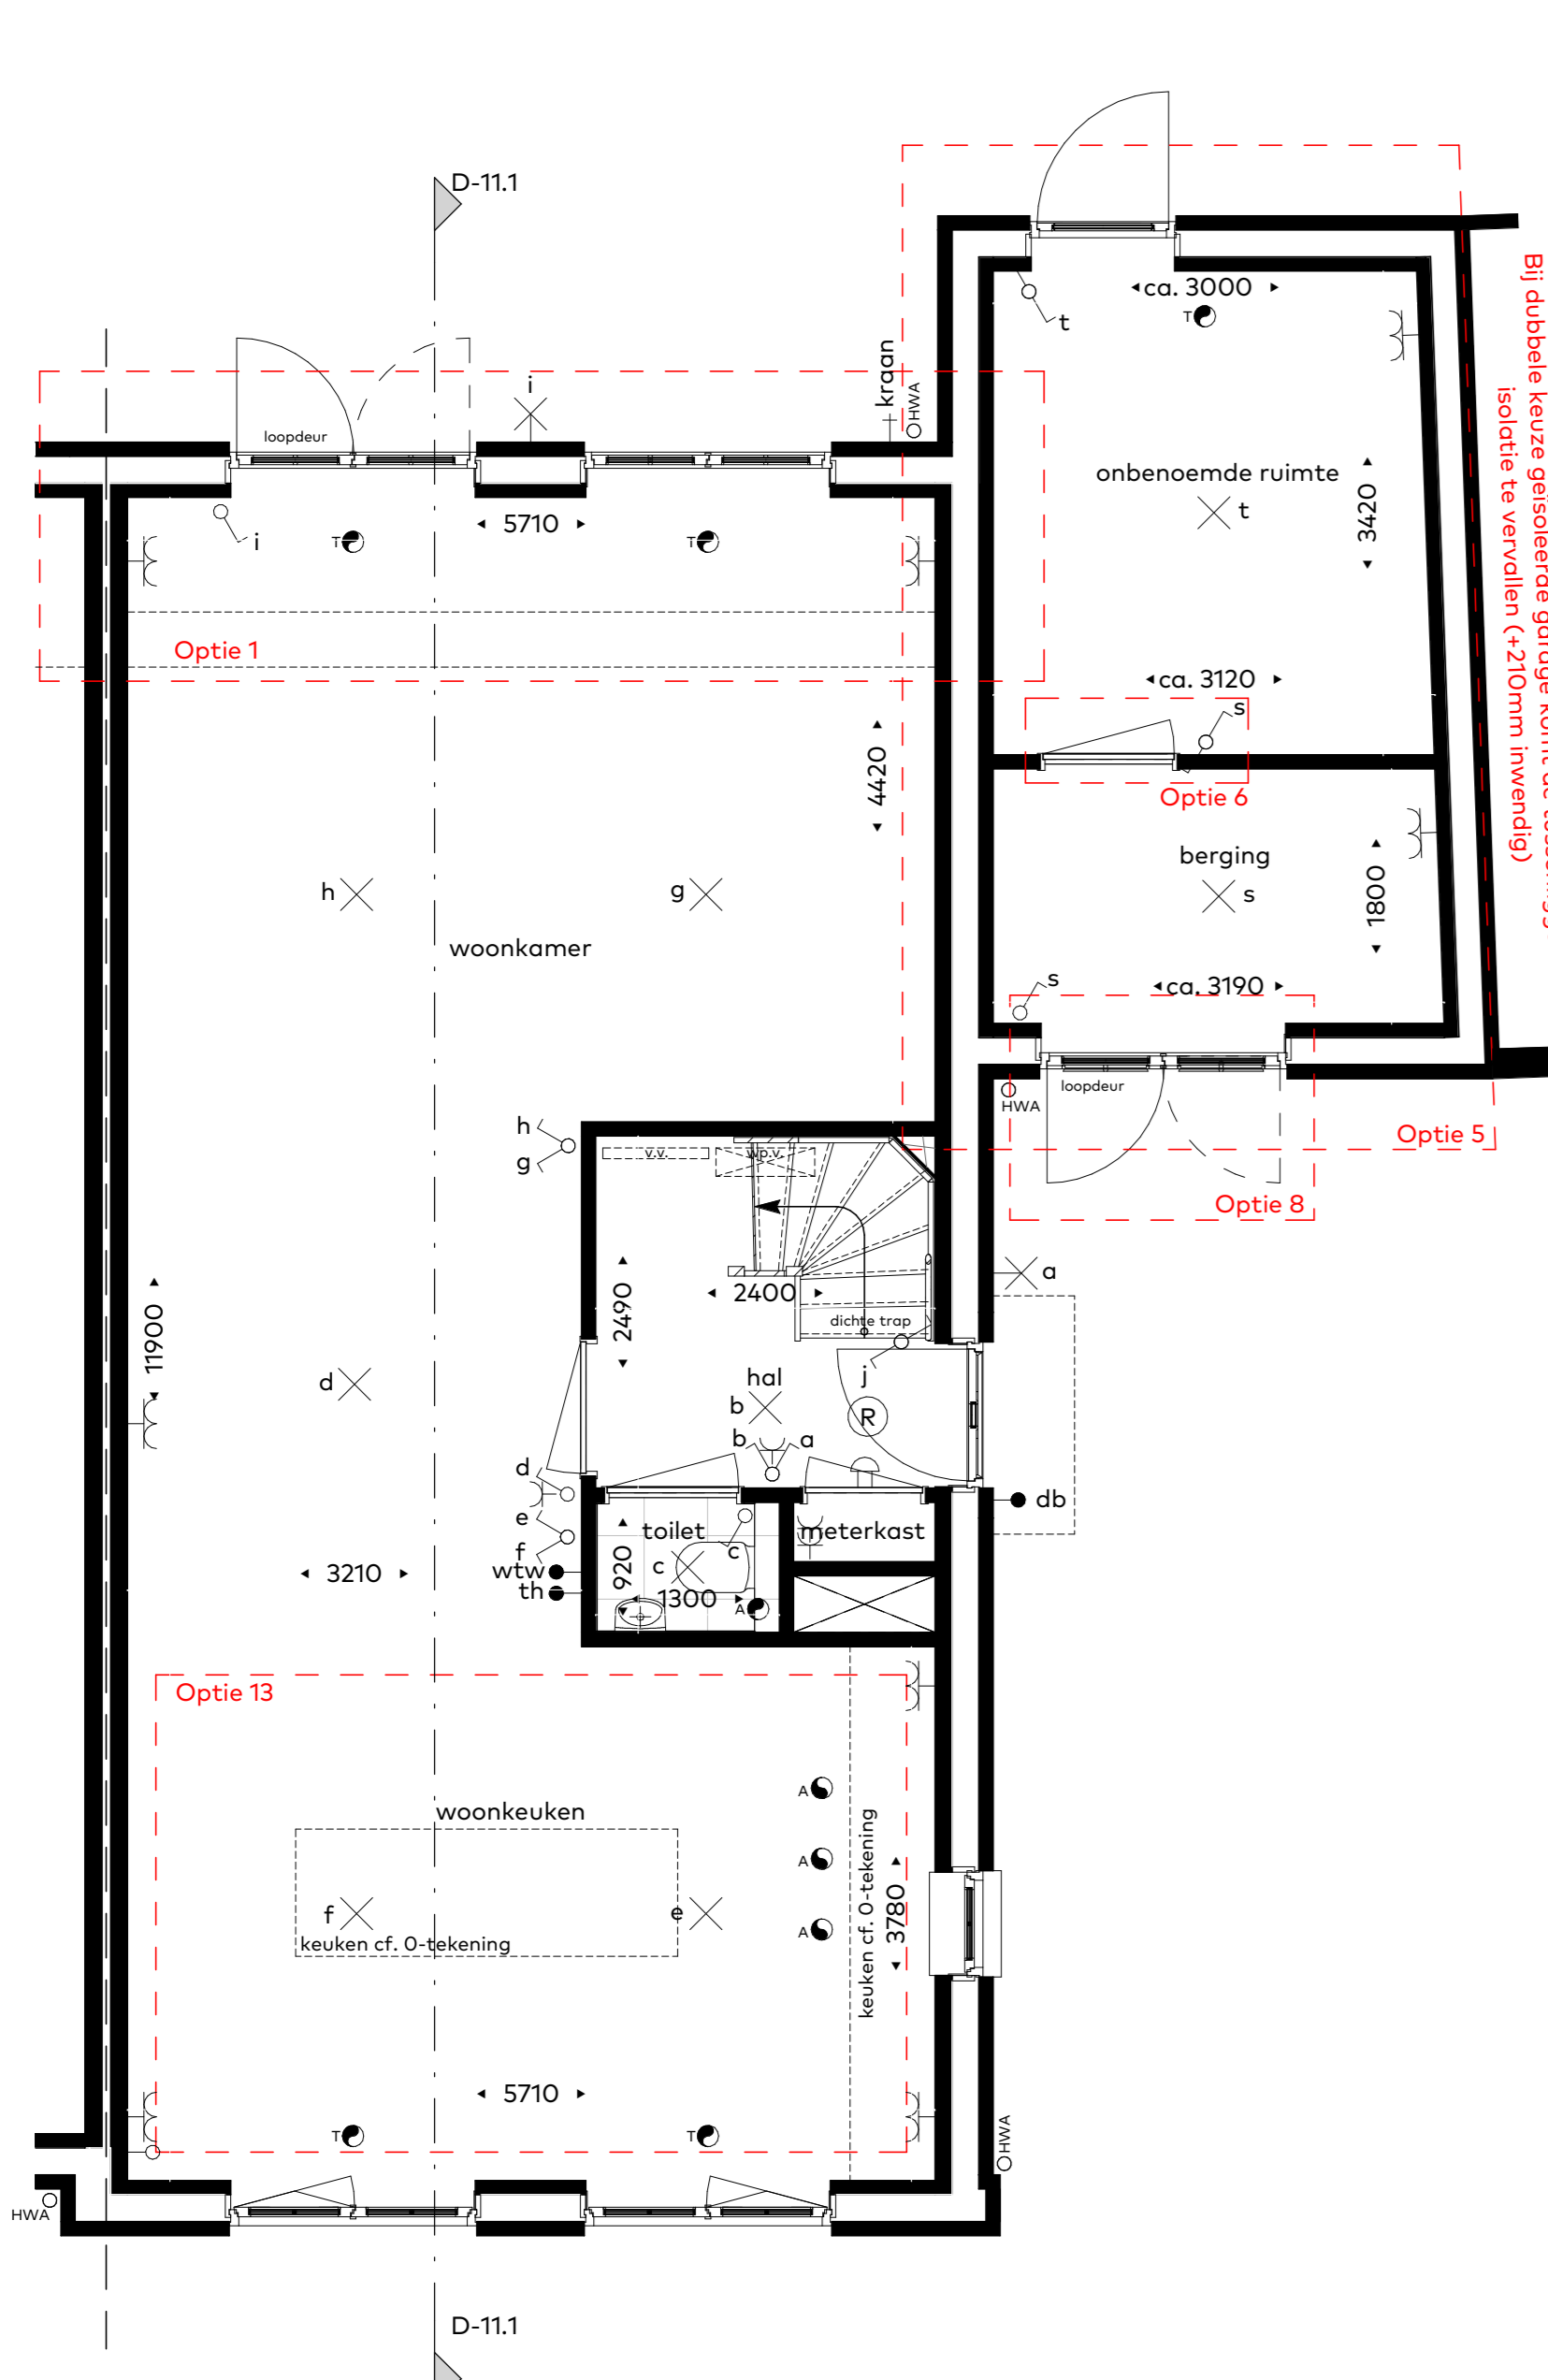 D-11.1
Bij dubbele keuze geïsoleerde garage komt de
isolatie te vervallen (+210mm inwendig)
ca. 3000
T
t
kraan
HWA
i
loopdeur
onbenoemde ruimte
t
3420
5710
i
T
T
Optie 1
ca. 3120
s
4420
Optie 6
berging
s
1800
h
g
woonkamer
s
ca. 3190
loopdeur
HWA
h
g
v.v.
wp.v.
Optie 5
Optie 8
a
2490
2400
dichte trap
11900
j
hal
d
b
R
b
a
d
db
e
toilet
meterkast
f
c
c
wtw
920
3210
th
1300
A
Optie 13
A
woonkeuken
A
keuken cf. 0-tekening
3780
f
e
A
keuken cf. 0-tekening
5710
T
T
HWA
HWA
D-11.1